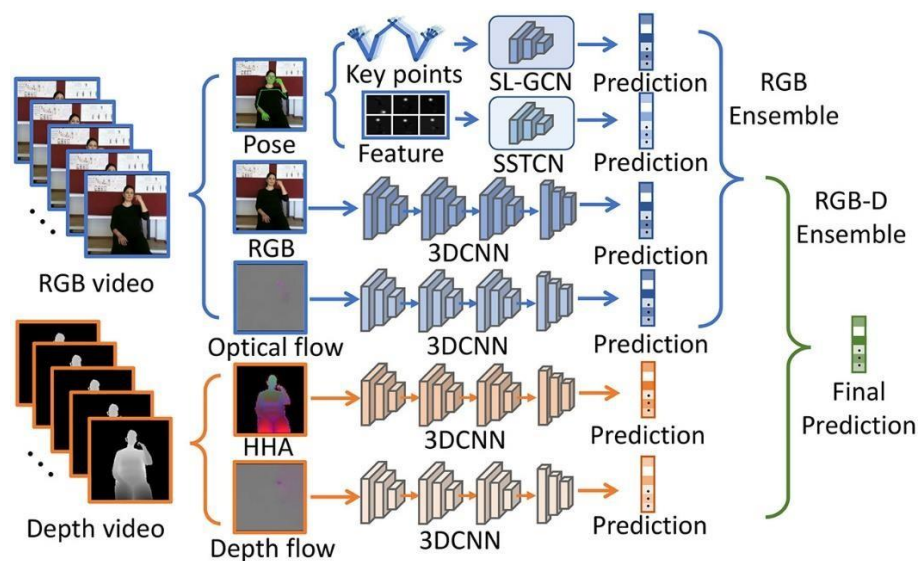 Key points
SL-GCN
Prediction
RGB
Ensemble
Pose
Feature
SSTCN
Prediction
RGB video
RGB
3DCNN
Prediction
RGB-D
Ensemble
Optical flow
3DCNN
Prediction
HHA
3DCNN
Prediction
Final
Prediction
Depth video
Depth flow
3DCNN
Prediction